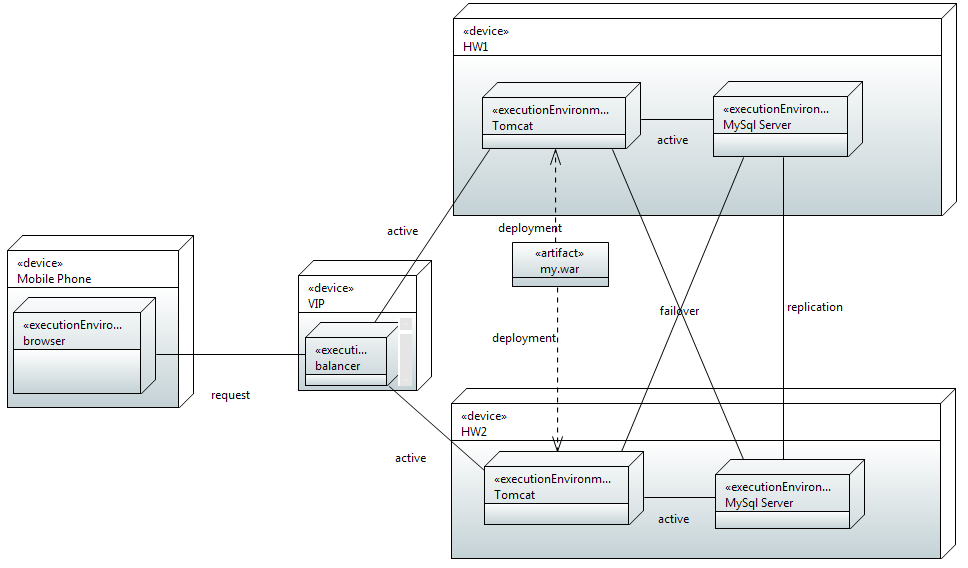 «device»
HW1
«executionEnvironm...
Tomcat
«executionEnviron...
MySql Server
active
active
deployment
«artifact»
my.war
«device»
Mobile Phone
«executionEnviro...
browser
request
«device»
VIP
«executi...
balancer
failover
replication
deployment
active
«device»
HW2
«executionEnvironm...
Tomcat
«executionEnviron...
MySql Server
active